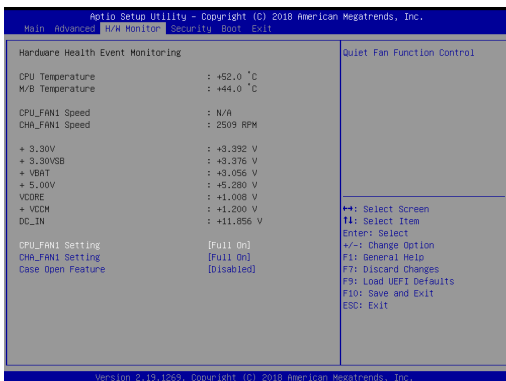 Aptio Setup Utility – Copyright (C) 2018 American Megatrends, Inc.
Main Advanced H/W Monitor Security Boot Exit
Hardware Health Event Monitoring
CPU Temperature : +52.0 °C
M/B Temperature : +44.0 °C
CPU_FAN1 Speed : N/A
CHA_FAN1 Speed : 2509 RPM
+ 3.30V : +3.392 V
+ 3.30VSB : +3.376 V
+ VBAT : +3.056 V
+ 5.00V : +5.280 V
VCORE : +1.008 V
+ VCCM : +1.200 V
DC_IN : +11.856 V
CPU_FAN1 Setting [Full On]
CHA_FAN1 Setting [Full On]
Case Open Feature [Disabled]
Quiet Fan Function Control
↔: Select Screen
↑↓: Select Item
Enter: Select
+/-: Change Option
F1: General Help
F7: Discard Changes
F9: Load UEFI Defaults
F10: Save and Exit
ESC: Exit
Version 2.19.1269. Copyright (C) 2018 American Megatrends, Inc.